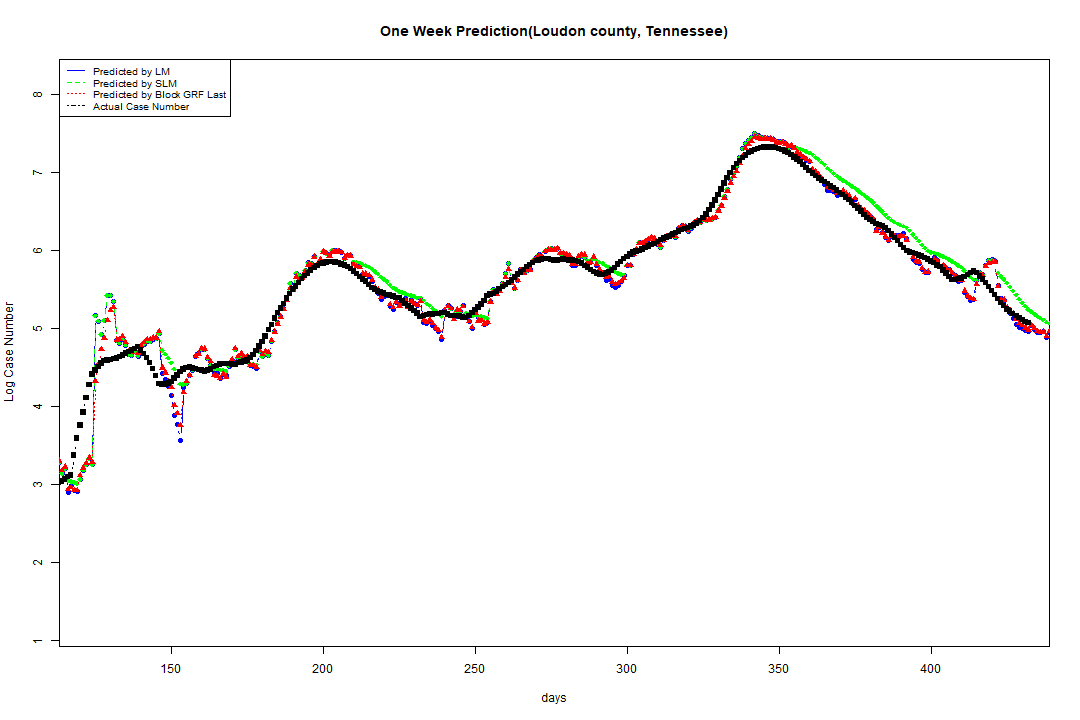 One Week Prediction(Loudon county, Tennessee)
Predicted by LM
Predicted by SLM
Predicted by Block GRF Last
Actual Case Number
8
7
6
5
4
3
2
1
Log Case Number
150 200 250 300 350 400
days